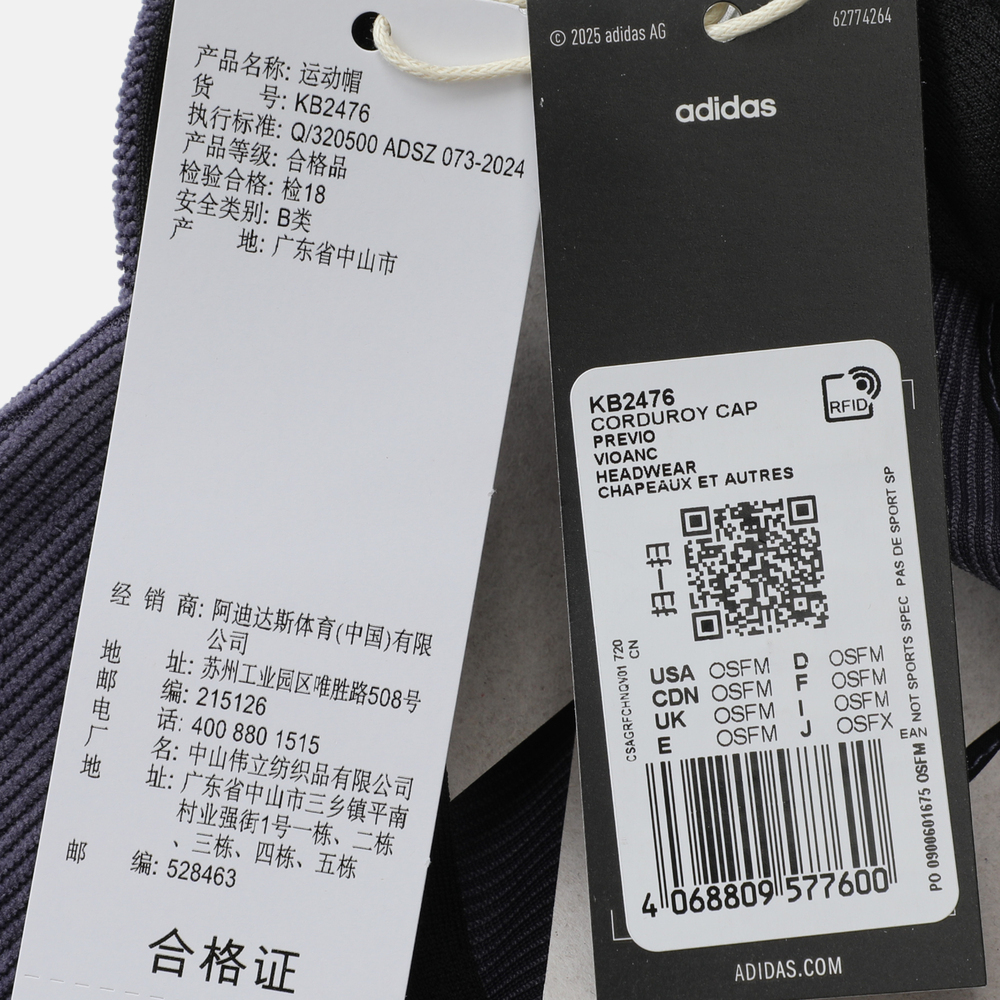 产品名称: 运动帽
货 号: KB2476
执行标准: Q/320500 ADSZ 073-2024
产品等级: 合格品
检验合格: 检18
安全类别: B类
产 地: 广东省中山市
经 销 商: 阿迪达斯体育(中国)有限
公司
地 址: 苏州工业园区唯胜路508号
邮 编: 215126
电 话: 400 880 1515
厂 名: 中山伟立纺织品有限公司
地 址: 广东省中山市三乡镇平南
村业强街1号一栋、二栋
、三栋、四栋、五栋
邮 编: 528463
合格证
© 2025 adidas AG
62774264
adidas
KB2476
CORDUROY CAP
PREVIO
VIOANC
HEADWEAR
CHAPEAUX ET AUTRES
RFID
扫一扫
CSAGRFCHNQV01 720
CN
USA OSFM D OSFM
CDN OSFM F OSFM
UK OSFM I OSFM
E OSFM J OSFX
EAN NOT SPORTS SPEC PAS DE SPORT SP
PO 0900601675 OSFM
4 068809 577600
ADIDAS.COM